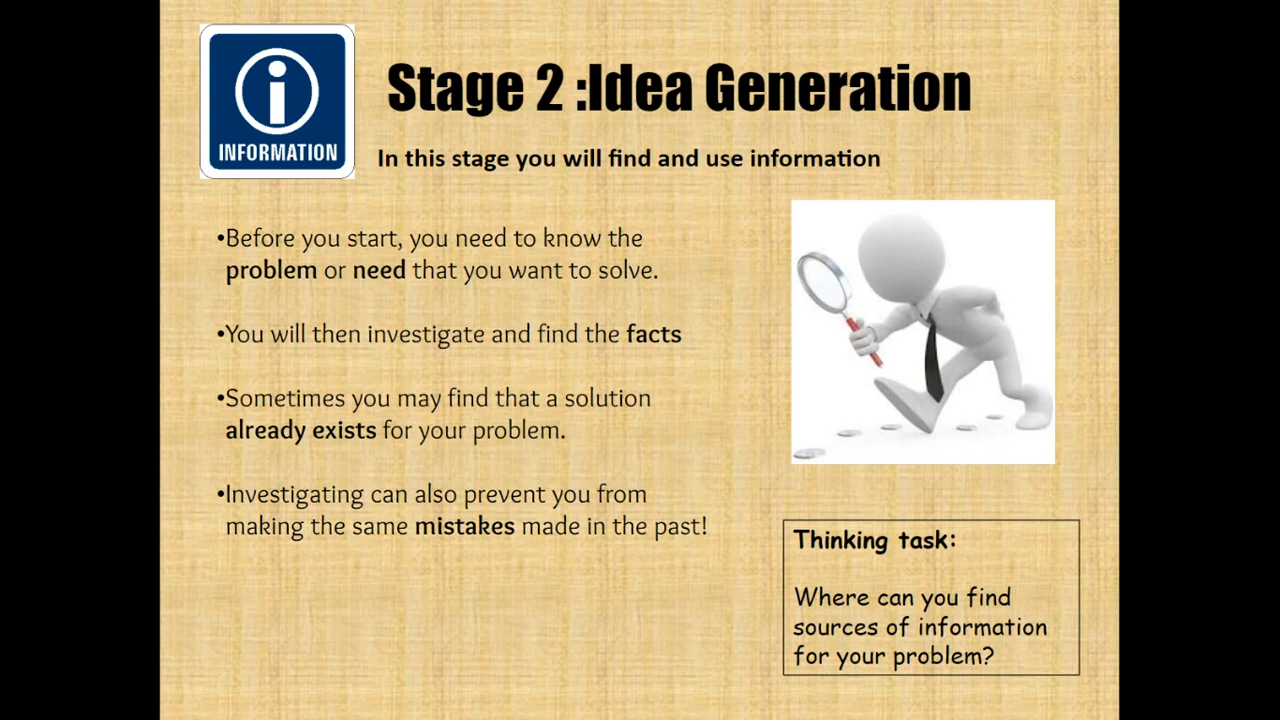 INFORMATION
Stage 2 :Idea Generation
In this stage you will find and use information
•Before you start, you need to know the
problem or need that you want to solve.
•You will then investigate and find the facts
•Sometimes you may find that a solution
already exists for your problem.
•Investigating can also prevent you from
making the same mistakes made in the past!
Thinking task:
Where can you find
sources of information
for your problem?